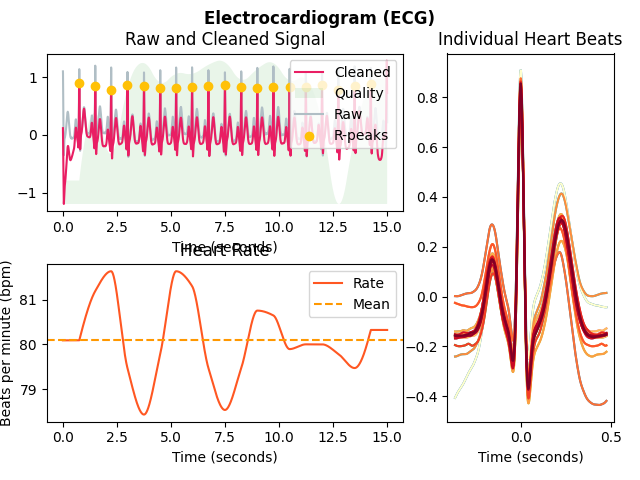 Electrocardiogram (ECG)
Raw and Cleaned Signal
1
0
−1
0.0 2.5 5.0 7.5 10.0 12.5 15.0
Time (seconds)
Cleaned
Quality
Raw
R-peaks
Heart Rate
Beats per minute (bpm)
81
80
79
0.0 2.5 5.0 7.5 10.0 12.5 15.0
Time (seconds)
Rate
Mean
Individual Heart Beats
0.8
0.6
0.4
0.2
0.0
−0.2
−0.4
0.0 0.5
Time (seconds)